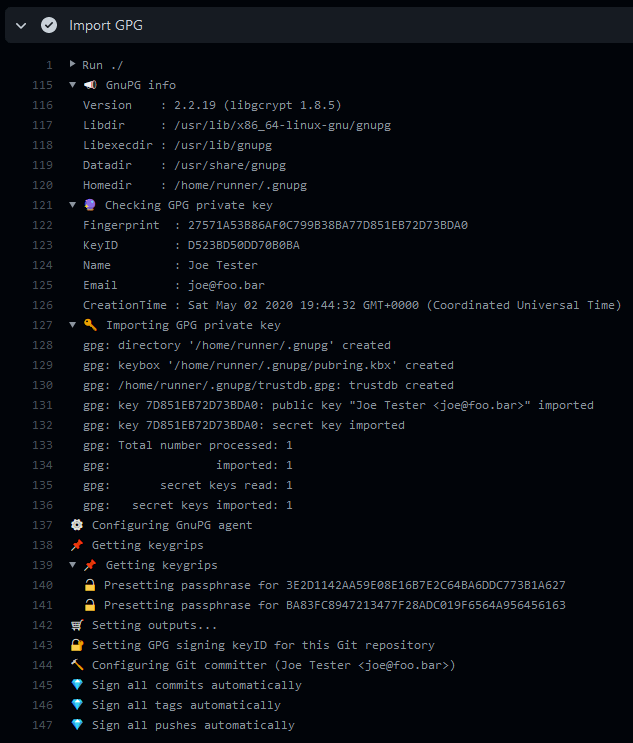 Import GPG
1 Run ./
115 GnuPG info
116 Version    : 2.2.19 (libgcrypt 1.8.5)
117 Libdir     : /usr/lib/x86_64-linux-gnu/gnupg
118 Libexecdir : /usr/lib/gnupg
119 Datadir    : /usr/share/gnupg
120 Homedir    : /home/runner/.gnupg
121 Checking GPG private key
122 Fingerprint  : 27571A53B86AF0C799B38BA77D851EB72D73BDA0
123 KeyID        : D523BD50DD70B0BA
124 Name         : Joe Tester
125 Email        : joe@foo.bar
126 CreationTime : Sat May 02 2020 19:44:32 GMT+0000 (Coordinated Universal Time)
127 Importing GPG private key
128 gpg: directory '/home/runner/.gnupg' created
129 gpg: keybox '/home/runner/.gnupg/pubring.kbx' created
130 gpg: /home/runner/.gnupg/trustdb.gpg: trustdb created
131 gpg: key 7D851EB72D73BDA0: public key "Joe Tester <joe@foo.bar>" imported
132 gpg: key 7D851EB72D73BDA0: secret key imported
133 gpg: Total number processed: 1
134 gpg:               imported: 1
135 gpg:       secret keys read: 1
136 gpg:   secret keys imported: 1
137 Configuring GnuPG agent
138 Getting keygrips
139 Getting keygrips
140 Presetting passphrase for 3E2D1142AA59E08E16B7E2C64BA6DDC773B1A627
141 Presetting passphrase for BA83FC8947213477F28ADC019F6564A956456163
142 Setting outputs...
143 Setting GPG signing keyID for this Git repository
144 Configuring Git committer (Joe Tester <joe@foo.bar>)
145 Sign all commits automatically
146 Sign all tags automatically
147 Sign all pushes automatically